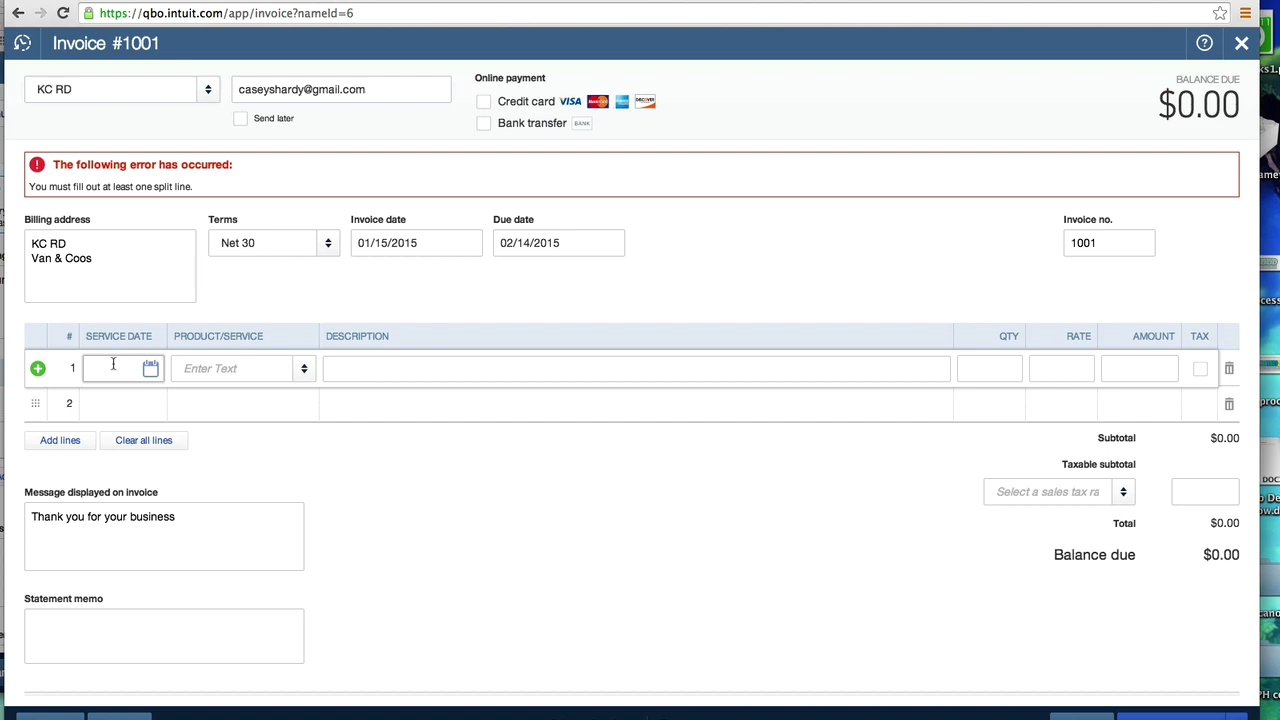 https://qbo.intuit.com/app/invoice?nameId=6
Invoice #1001
KC RD
caseyshardy@gmail.com
Send later
Online payment
Credit card VISA MasterCard DISCOVER
Bank transfer BANK
BALANCE DUE
$0.00
The following error has occurred:
You must fill out at least one split line.
Billing address
KC RD
Van & Coos
Terms
Net 30
Invoice date
01/15/2015
Due date
02/14/2015
Invoice no.
1001
# SERVICE DATE PRODUCT/SERVICE DESCRIPTION QTY RATE AMOUNT TAX
1 Enter Text
2
Add lines Clear all lines
Subtotal $0.00
Taxable subtotal
Select a sales tax ra
Total $0.00
Balance due $0.00
Message displayed on invoice
Thank you for your business
Statement memo